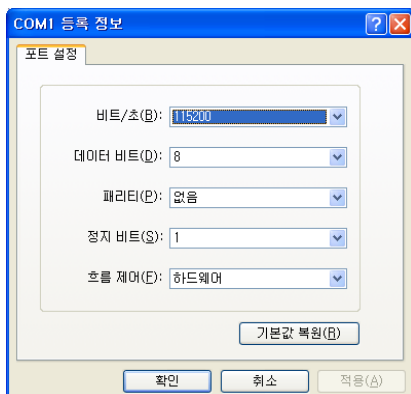 COM1 등록 정보
포트 설정
비트/초(B): 115200
데이터 비트(D): 8
패리티(P): 없음
정지 비트(S): 1
흐름 제어(F): 하드웨어
기본값 복원(R)
확인 취소 적용(A)